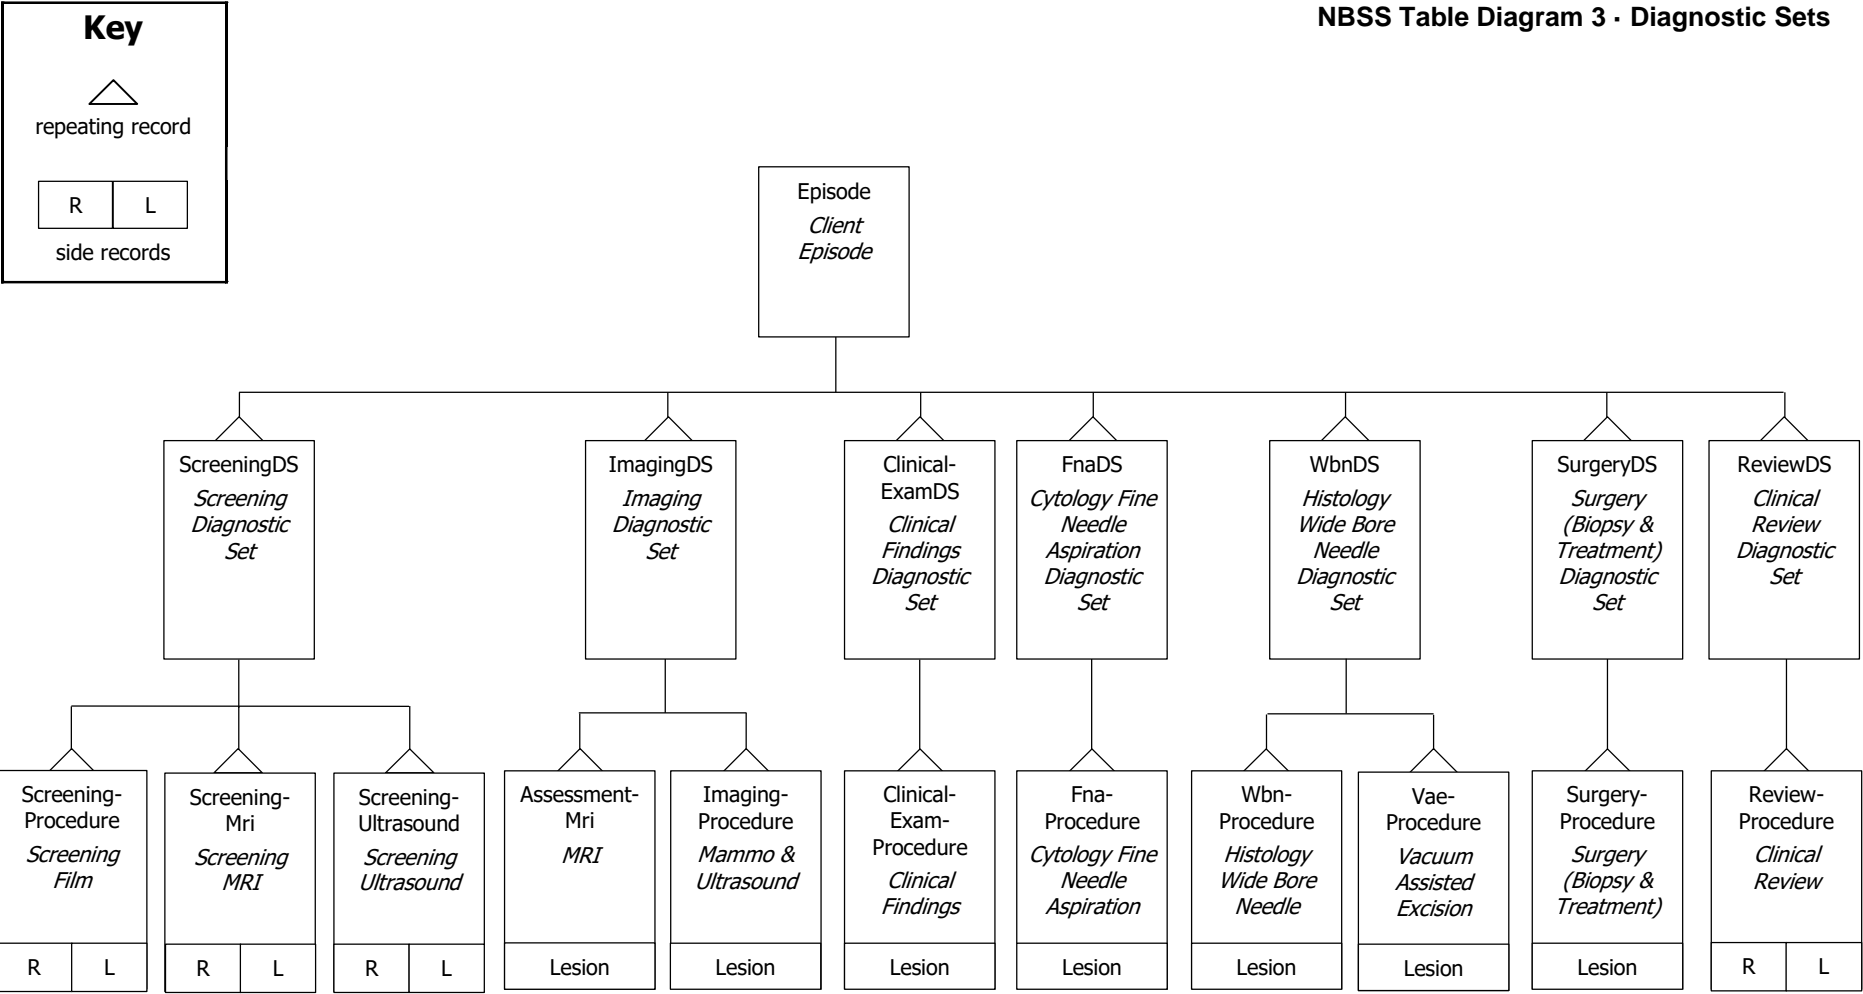 NBSS Table Diagram 3 · Diagnostic Sets
Key
repeating record
R L
side records
Episode
Client
Episode
ScreeningDS
Screening
Diagnostic
Set
ImagingDS
Imaging
Diagnostic
Set
Clinical-
ExamDS
Clinical
Findings
Diagnostic
Set
FnaDS
Cytology Fine
Needle
Aspiration
Diagnostic
Set
WbnDS
Histology
Wide Bore
Needle
Diagnostic
Set
SurgeryDS
Surgery
(Biopsy &
Treatment)
Diagnostic
Set
ReviewDS
Clinical
Review
Diagnostic
Set
Screening-
Procedure
Screening
Film
R L
Screening-
Mri
Screening
MRI
R L
Screening-
Ultrasound
Screening
Ultrasound
R L
Assessment-
Mri
MRI
Lesion
Imaging-
Procedure
Mammo &
Ultrasound
Lesion
Clinical-
Exam-
Procedure
Clinical
Findings
Lesion
Fna-
Procedure
Cytology Fine
Needle
Aspiration
Lesion
Wbn-
Procedure
Histology
Wide Bore
Needle
Lesion
Vae-
Procedure
Vacuum
Assisted
Excision
Lesion
Surgery-
Procedure
Surgery
(Biopsy &
Treatment)
Lesion
Review-
Procedure
Clinical
Review
R L